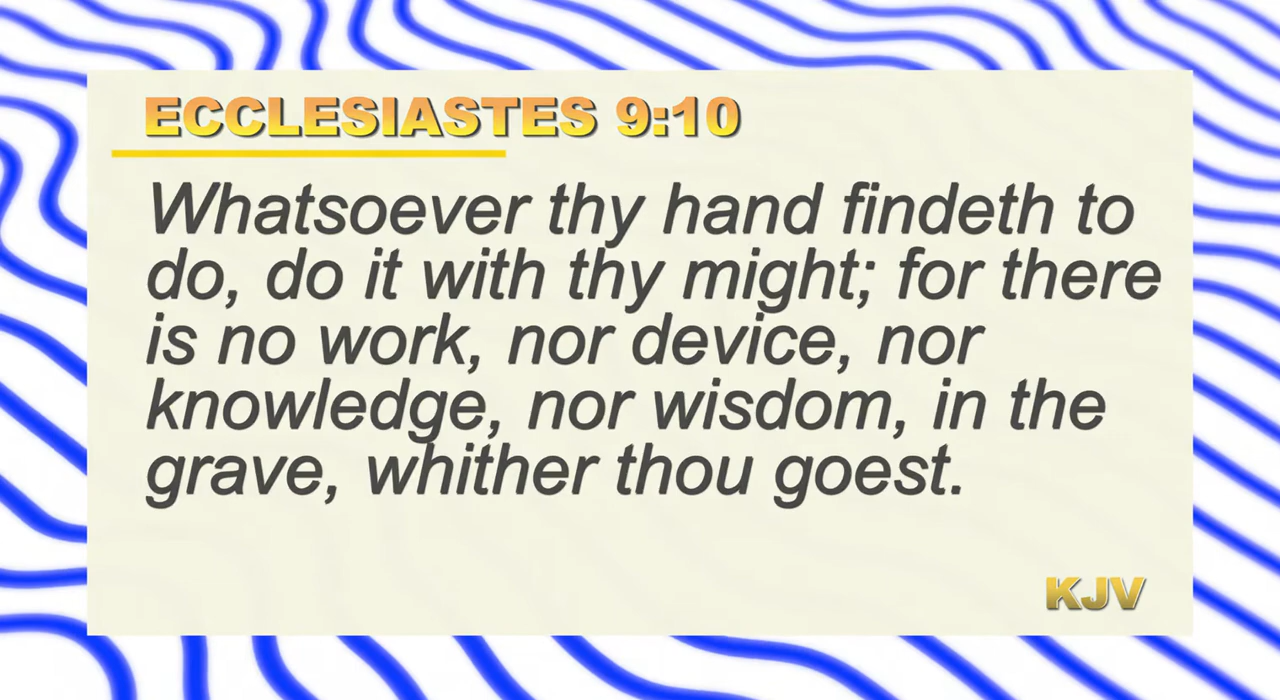 ECCLESIASTES 9:10
Whatsoever thy hand findeth to
do, do it with thy might; for there
is no work, nor device, nor
knowledge, nor wisdom, in the
grave, whither thou goest.
KJV